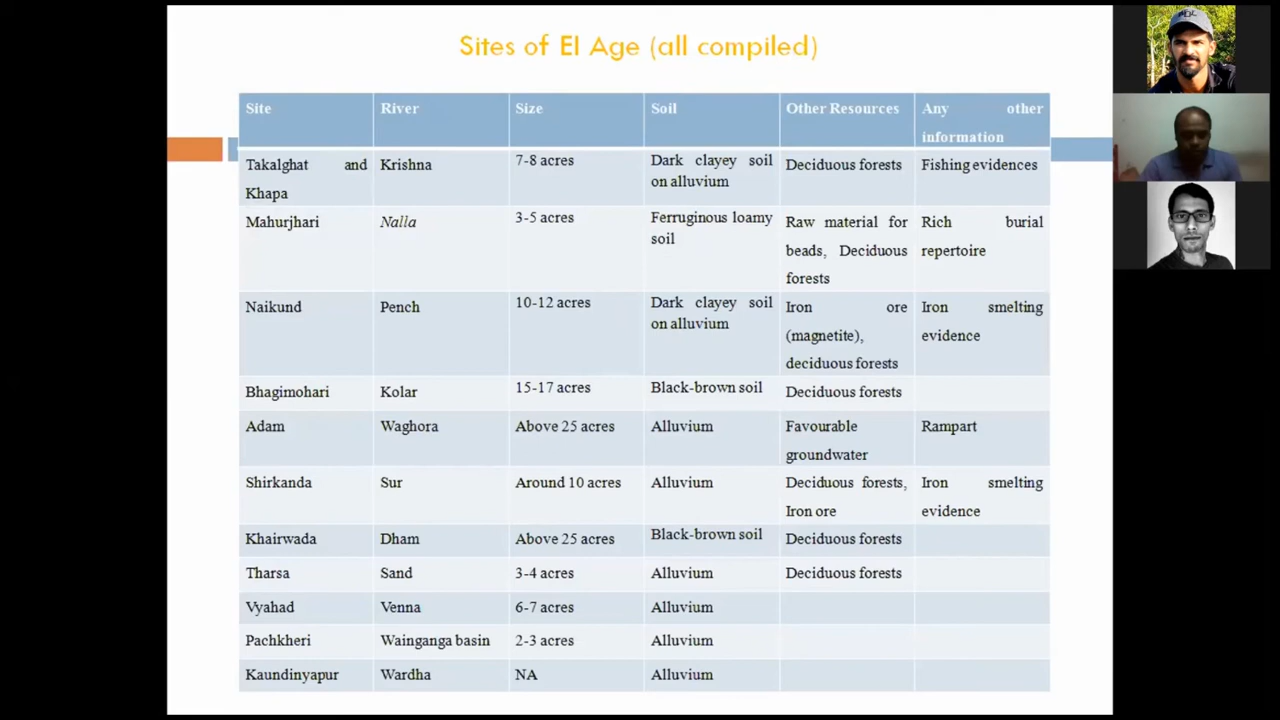 Sites of EI Age (all compiled)
Site River Size Soil Other Resources Any other
information
Takalghat and Krishna 7-8 acres Dark clayey soil Deciduous forests Fishing evidences
Khapa on alluvium
Mahurjhari Nalla 3-5 acres Ferruginous loamy Raw material for Rich burial
soil beads, Deciduous repertoire
forests
Naikund Pench 10-12 acres Dark clayey soil Iron ore Iron smelting
on alluvium (magnetite), evidence
deciduous forests
Bhagimohari Kolar 15-17 acres Black-brown soil Deciduous forests
Adam Waghora Above 25 acres Alluvium Favourable Rampart
groundwater
Shirkanda Sur Around 10 acres Alluvium Deciduous forests, Iron smelting
Iron ore evidence
Khairwada Dham Above 25 acres Black-brown soil Deciduous forests
Tharsa Sand 3-4 acres Alluvium Deciduous forests
Vyahad Venna 6-7 acres Alluvium
Pachkheri Wainganga basin 2-3 acres Alluvium
Kaundinyapur Wardha NA Alluvium